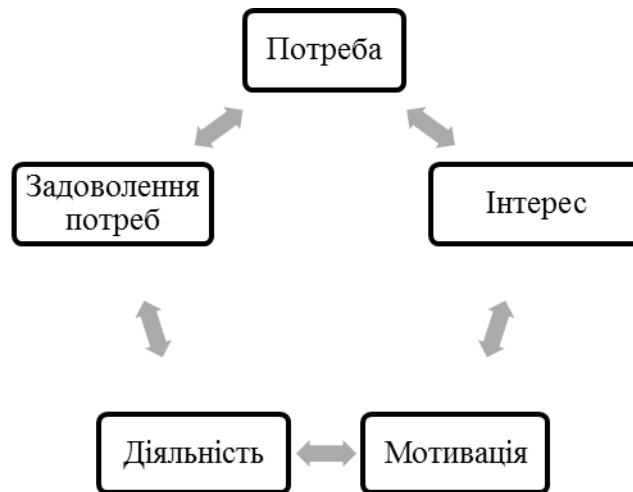 Потреба
Задоволення
потреб
Інтерес
Діяльність
Мотивація